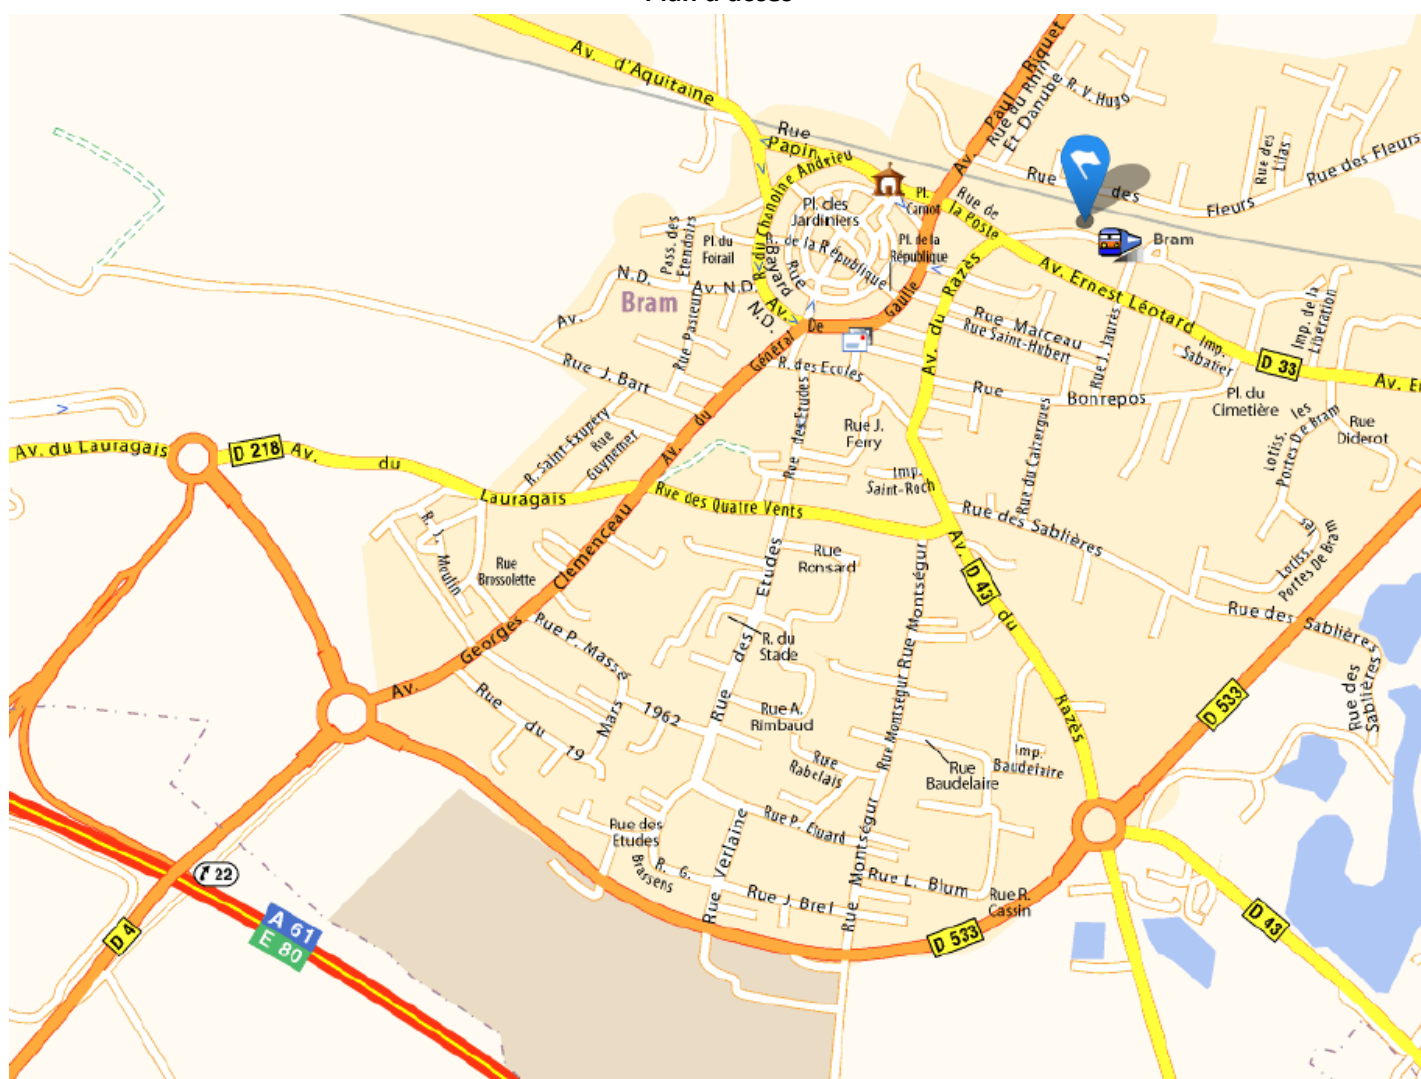 Av. d'Aquitaine
Rue
Papin
R. du Chanoine Andrieu
Av. Paul Riquet
Rue du Rhin
Et Danube
R. V. Hugo
Rue des
Lilas
Rue des Fleurs
Rue des Fleurs
Pl. des
Jardiniers
Pl.
Carnot
Rue de
la Poste
Bram
Pass. des
Etendoirs
Pl. du
Foirail
R. de la République
Pl. de la
République
Rue
Bayard
N.D.
Av. N.D.
Av.
Av.
N.D.
Bram
Rue Pasteur
De
Gaulle
Général
du
Av.
Av. du Razès
Av. Ernest Léotard
Rue Marceau
Rue Saint-Hubert
Rue J. Jaurès
Imp.
Sabatier
Imp. de la
Libération
D 33
Av. E
Rue J. Bart
R. des Ecoles
Rue des Etudes
Rue Bonrepos
Pl. du
Cimetière
Lotiss. les
Portes De Bram
Rue
Diderot
Rue J.
Ferry
R. Saint-Exupéry
Rue
Guynemer
Av. du Lauragais
D 218
Av. du Lauragais
Rue des Quatre Vents
Imp.
Saint-Roch
Rue du Calzergues
Rue des Sablières
Lotiss. les
Portes De Bram
R. J. Moulin
Rue
Brossolette
Av. Georges Clemenceau
Rue
Ronsard
Rue des Etudes
Av. du Razès
D 43
Rue Montségur
Rue Montségur
Rue des Sablières
Rue des
Sablières
Rue P. Massé
R. du
Stade
Rue du 19 Mars 1962
Rue A.
Rimbaud
Rue
Rabelais
Rue
Baudelaire
Imp.
Baudelaire
D 533
Rue des
Etudes
R. G.
Brassens
Rue Verlaine
Rue P. Eluard
Rue Montségur
Rue J. Brel
Rue L. Blum
Rue R.
Cassin
22
A 61
E 80
D 4
D 533
D 43